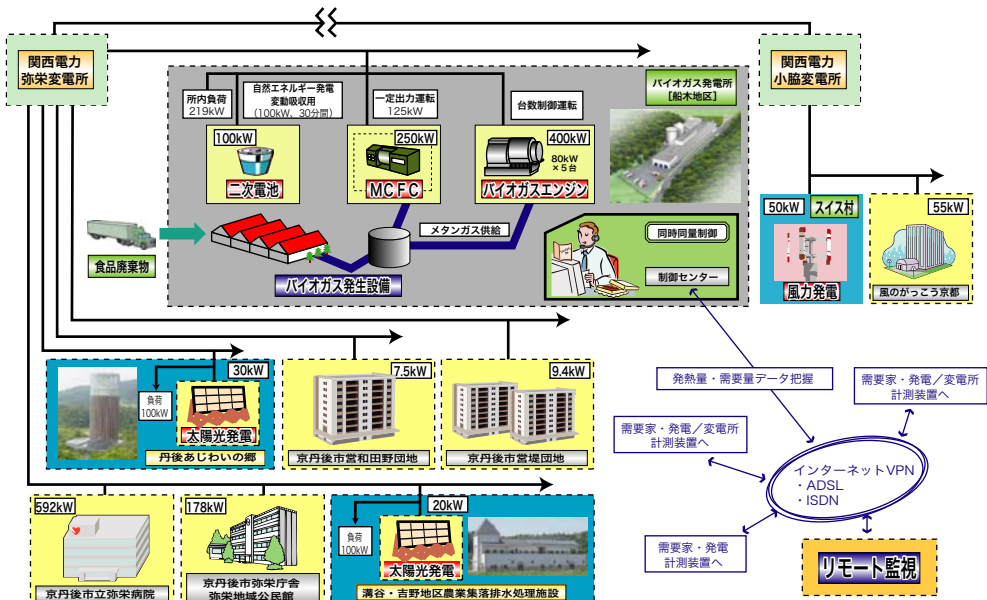 関西電力
弥栄変電所
関西電力
小脇変電所
所内負荷
219kW
自然エネルギー発電
変動吸収用
(100kW、30分間)
一定出力運転
125kW
台数制御運転
バイオガス発電所
[船木地区]
100kW
二次電池
250kW
MCFC
400kW
80kW
×5台
バイオガスエンジン
食品廃棄物
メタンガス供給
バイオガス発生設備
同時同量制御
制御センター
50kW
スイス村
風力発電
55kW
風のがっこう京都
30kW
負荷
100kW
太陽光発電
丹後あじわいの郷
7.5kW
京丹後市営和田野団地
9.4kW
京丹後市営堤団地
592kW
京丹後市立弥栄病院
178kW
京丹後市弥栄庁舎
弥栄地域公民館
20kW
負荷
100kW
太陽光発電
溝谷・吉野地区農業集落排水処理施設
発熱量・需要量データ把握
需要家・発電/変電所
計測装置へ
需要家・発電/変電所
計測装置へ
インターネットVPN
・ADSL
・ISDN
需要家・発電
計測装置へ
リモート監視